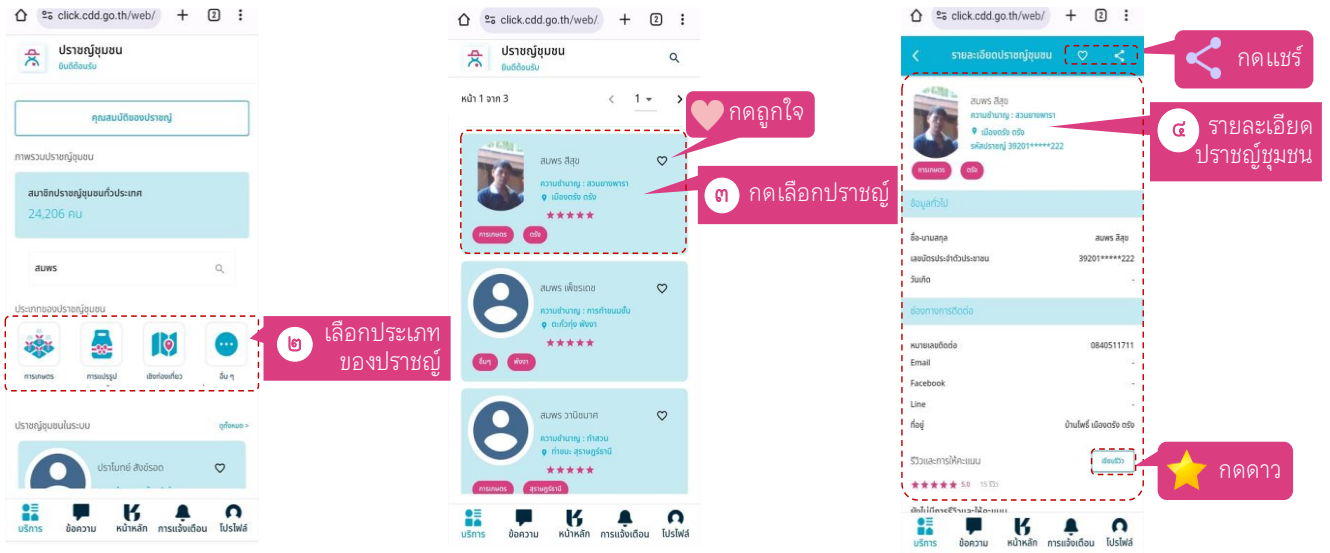 click.cdd.go.th/web/
2
ปราชญ์ชุมชน
ยินดีต้อนรับ
คุณสมบัติของปราชญ์
ภาพรวมปราชญ์ชุมชน
สมาชิกปราชญ์ชุมชนทั่วประเทศ
24,206 คน
สมพร
ประเภทของปราชญ์ชุมชน
การเกษตร
การแปรรูป
เชิงท่องเที่ยว
อื่น ๆ
๒ เลือกประเภท
ของปราชญ์
ปราชญ์ชุมชนในระบบ
ดูทั้งหมด >
ปราโมทย์ สังข์รอด
บริการ
ข้อความ
หน้าหลัก
การแจ้งเตือน
โปรไฟล์
click.cdd.go.th/web/.
2
ปราชญ์ชุมชน
ยินดีต้อนรับ
หน้า 1 จาก 3
1
กดถูกใจ
สมพร สีสุข
ความชำนาญ : สวนยางพารา
เมืองตรัง ตรัง
การเกษตร
ตรัง
๓ กดเลือกปราชญ์
สมพร เพ็ชรเดช
ความชำนาญ : การทำขนมชั้น
ตะกั่วทุ่ง พังงา
อื่นๆ
พังงา
สมพร วานิชมาศ
ความชำนาญ : ทำสวน
ท่าชนะ สุราษฎร์ธานี
การเกษตร
สุราษฎร์ธานี
บริการ
ข้อความ
หน้าหลัก
การแจ้งเตือน
โปรไฟล์
click.cdd.go.th/web/
2
รายละเอียดปราชญ์ชุมชน
กดแชร์
สมพร สีสุข
ความชำนาญ : สวนยางพารา
เมืองตรัง ตรัง
รหัสปราชญ์ 39201*****222
การเกษตร
ตรัง
๔ รายละเอียด
ปราชญ์ชุมชน
ข้อมูลทั่วไป
ชื่อ-นามสกุล
สมพร สีสุข
เลขบัตรประจำตัวประชาชน
39201*****222
วันเกิด
-
ช่องทางการติดต่อ
หมายเลขติดต่อ
0840511711
Email
-
Facebook
-
Line
-
ที่อยู่
บ้านโพธิ์ เมืองตรัง ตรัง
รีวิวและการให้คะแนน
เขียนรีวิว
5.0
15 รีวิว
กดดาว
ยังไม่มีการรีวิวและให้คะแนน
บริการ
ข้อความ
หน้าหลัก
การแจ้งเตือน
โปรไฟล์